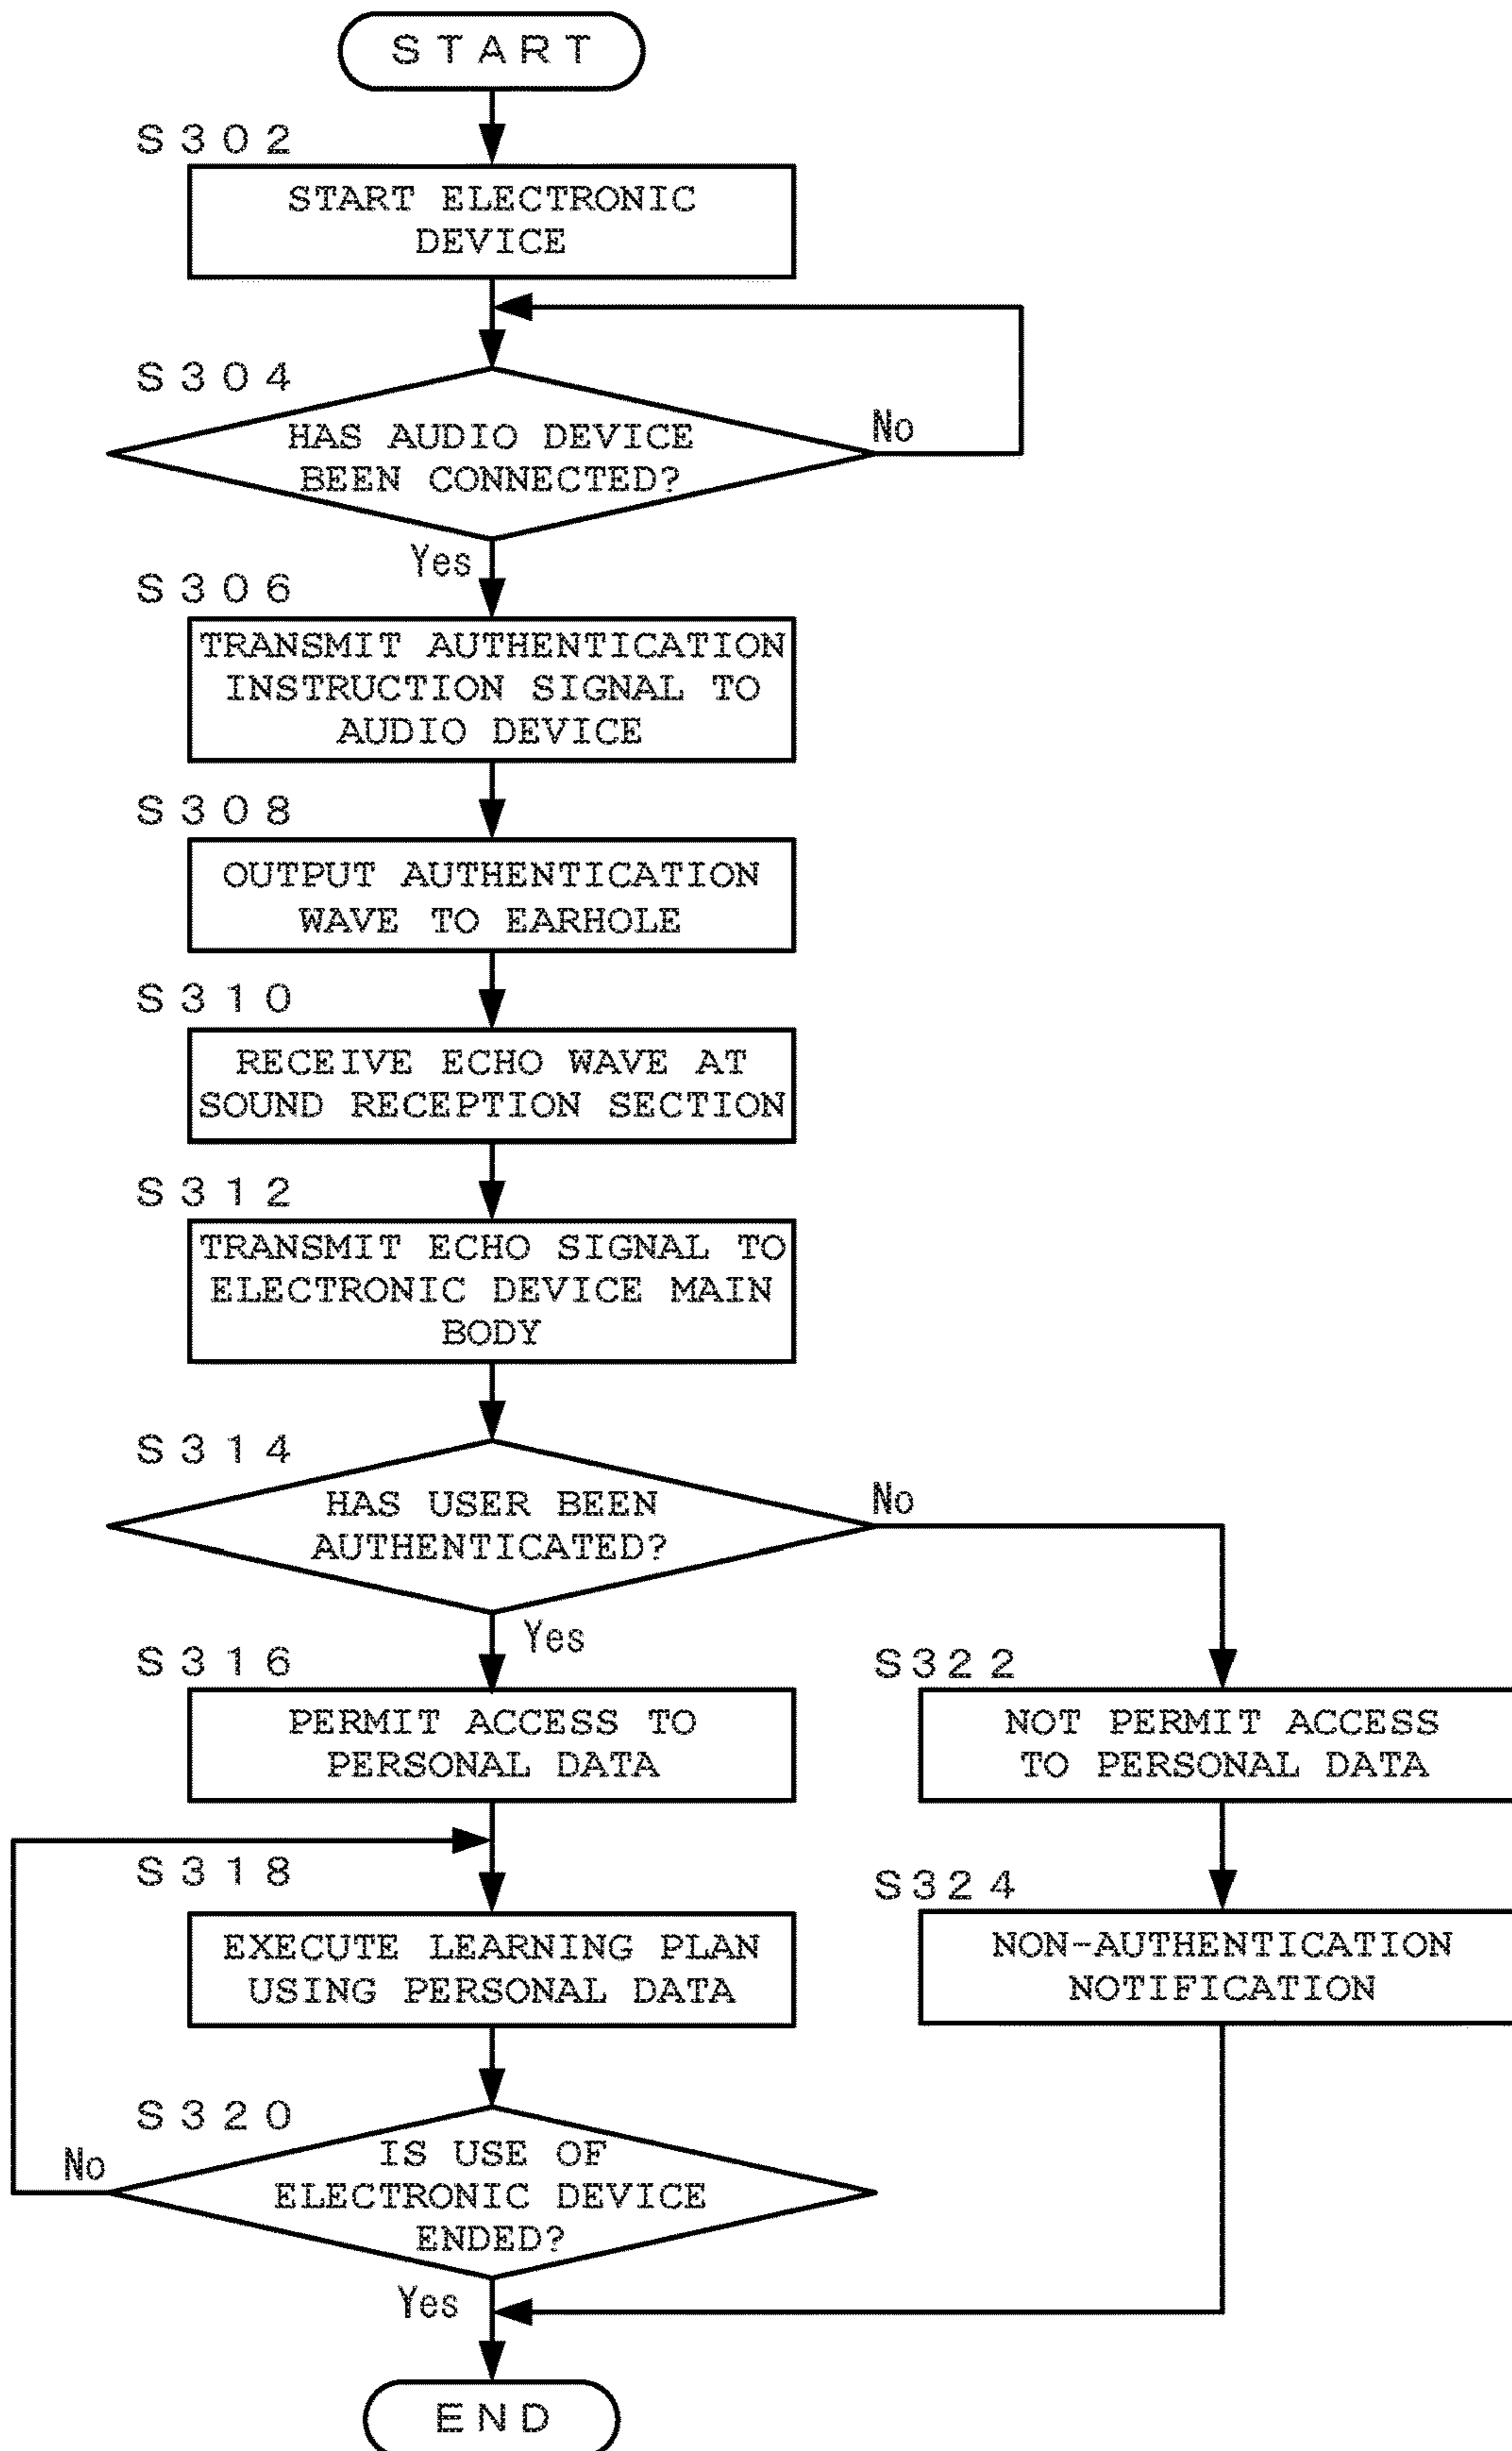 START
S302
START ELECTRONIC
DEVICE
S304
HAS AUDIO DEVICE
BEEN CONNECTED?
No
Yes
S306
TRANSMIT AUTHENTICATION
INSTRUCTION SIGNAL TO
AUDIO DEVICE
S308
OUTPUT AUTHENTICATION
WAVE TO EARHOLE
S310
RECEIVE ECHO WAVE AT
SOUND RECEPTION SECTION
S312
TRANSMIT ECHO SIGNAL TO
ELECTRONIC DEVICE MAIN
BODY
S314
HAS USER BEEN
AUTHENTICATED?
No
Yes
S316
PERMIT ACCESS TO
PERSONAL DATA
S322
NOT PERMIT ACCESS
TO PERSONAL DATA
S318
EXECUTE LEARNING PLAN
USING PERSONAL DATA
S324
NON-AUTHENTICATION
NOTIFICATION
S320
IS USE OF
ELECTRONIC DEVICE
ENDED?
No
Yes
END